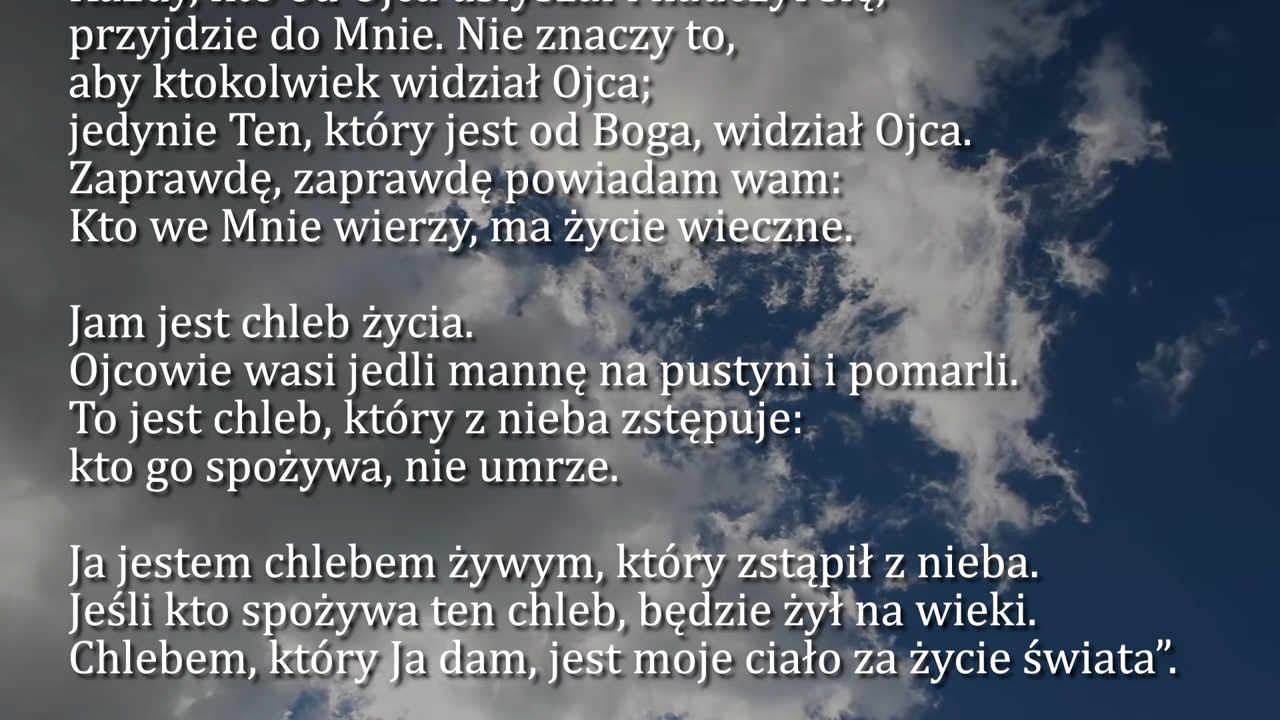 przyjdzie do Mnie. Nie znaczy to,
aby ktokolwiek widział Ojca;
jedynie Ten, który jest od Boga, widział Ojca.
Zaprawdę, zaprawdę powiadam wam:
Kto we Mnie wierzy, ma życie wieczne.
Jam jest chleb życia.
Ojcowie wasi jedli mannę na pustyni i pomarli.
To jest chleb, który z nieba zstępuje:
kto go spożywa, nie umrze.
Ja jestem chlebem żywym, który zstąpił z nieba.
Jeśli kto spożywa ten chleb, będzie żył na wieki.
Chlebem, który Ja dam, jest moje ciało za życie świata”.